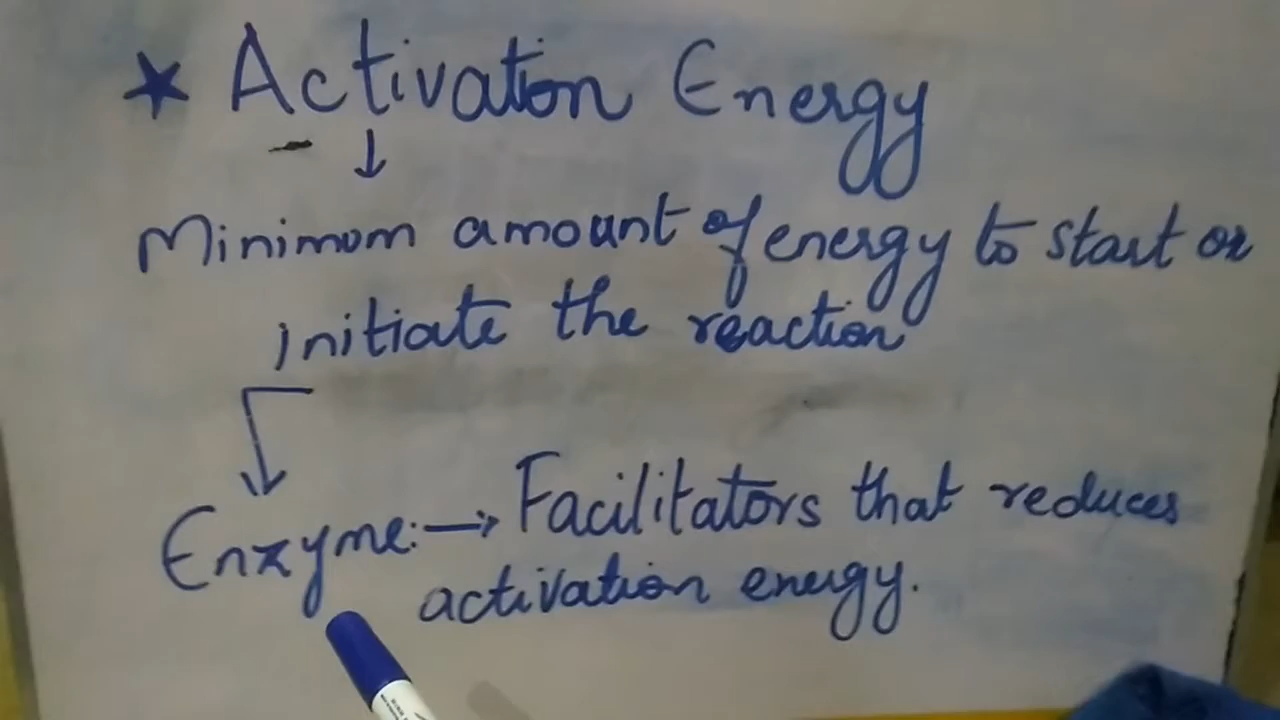 ★ Activation Energy
↓
Minimum amount of energy to start or
initiate the reaction
Enzyme:→ Facilitators that reduces
activation energy.